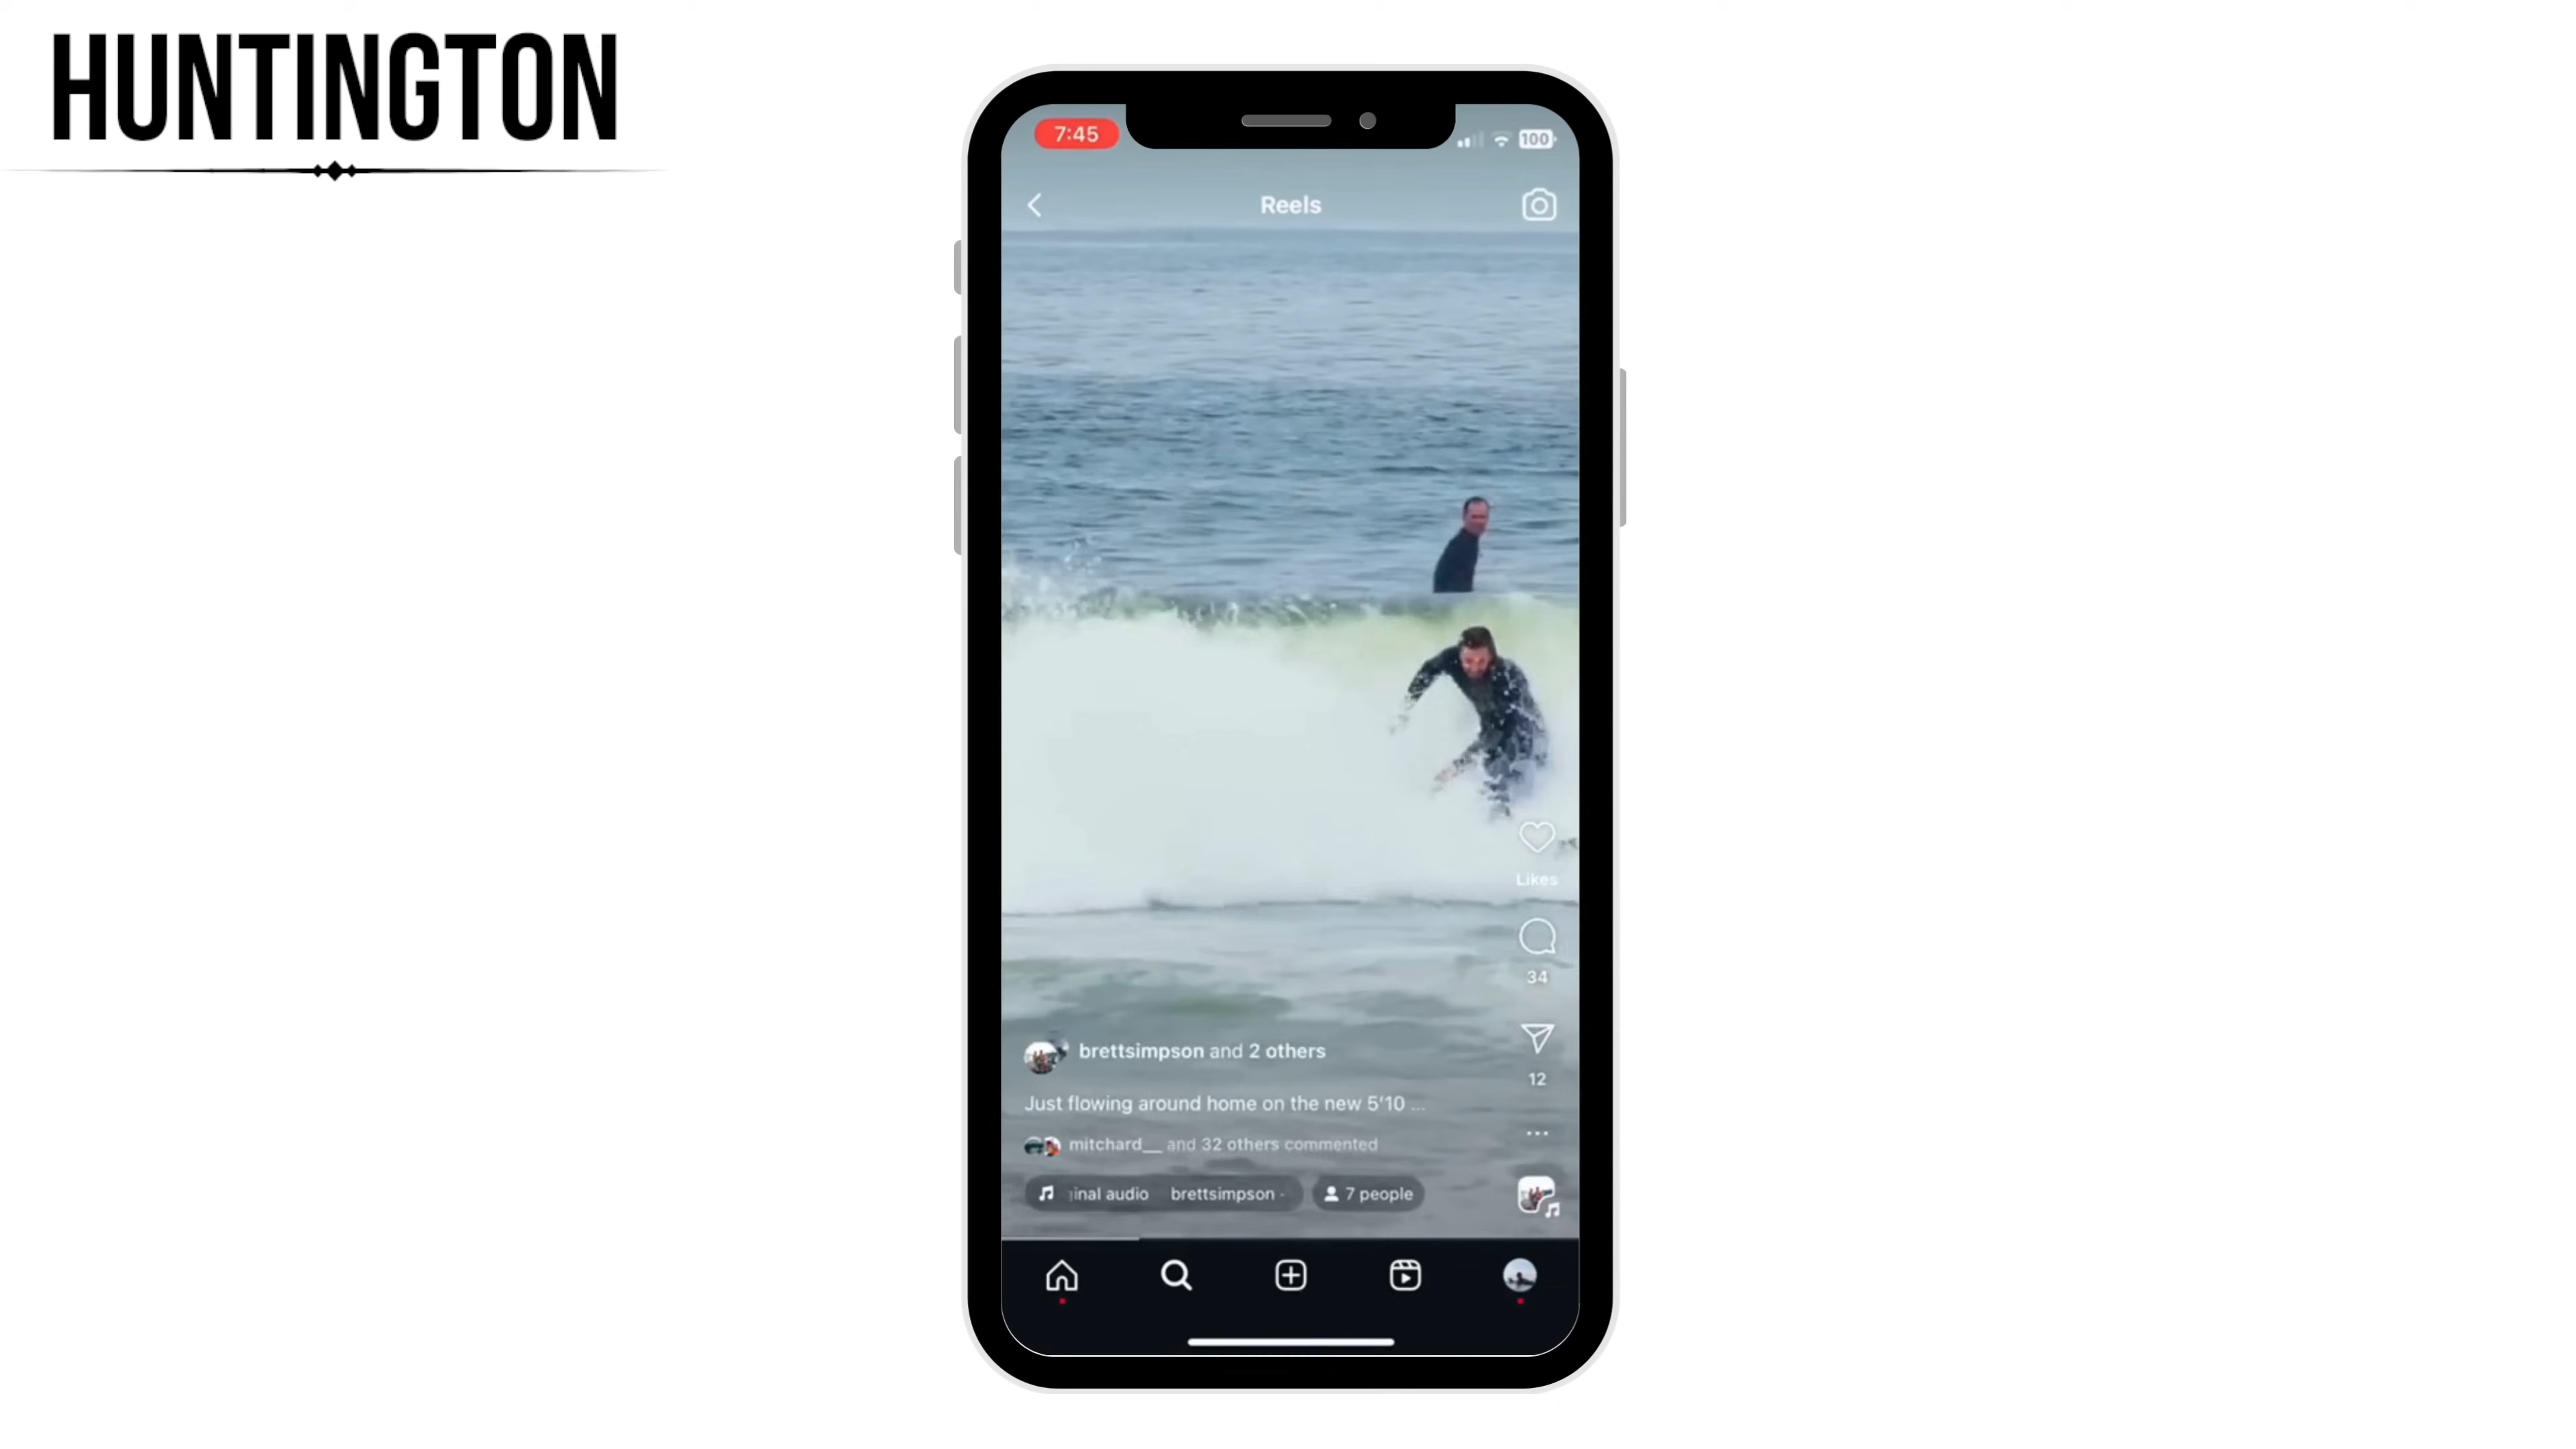 HUNTINGTON
7:45
100
Reels
Likes
34
brettsimpson and 2 others
12
Just flowing around home on the new 5'10 ...
mitchard__ and 32 others commented
inal audio brettsimpson · 7 people